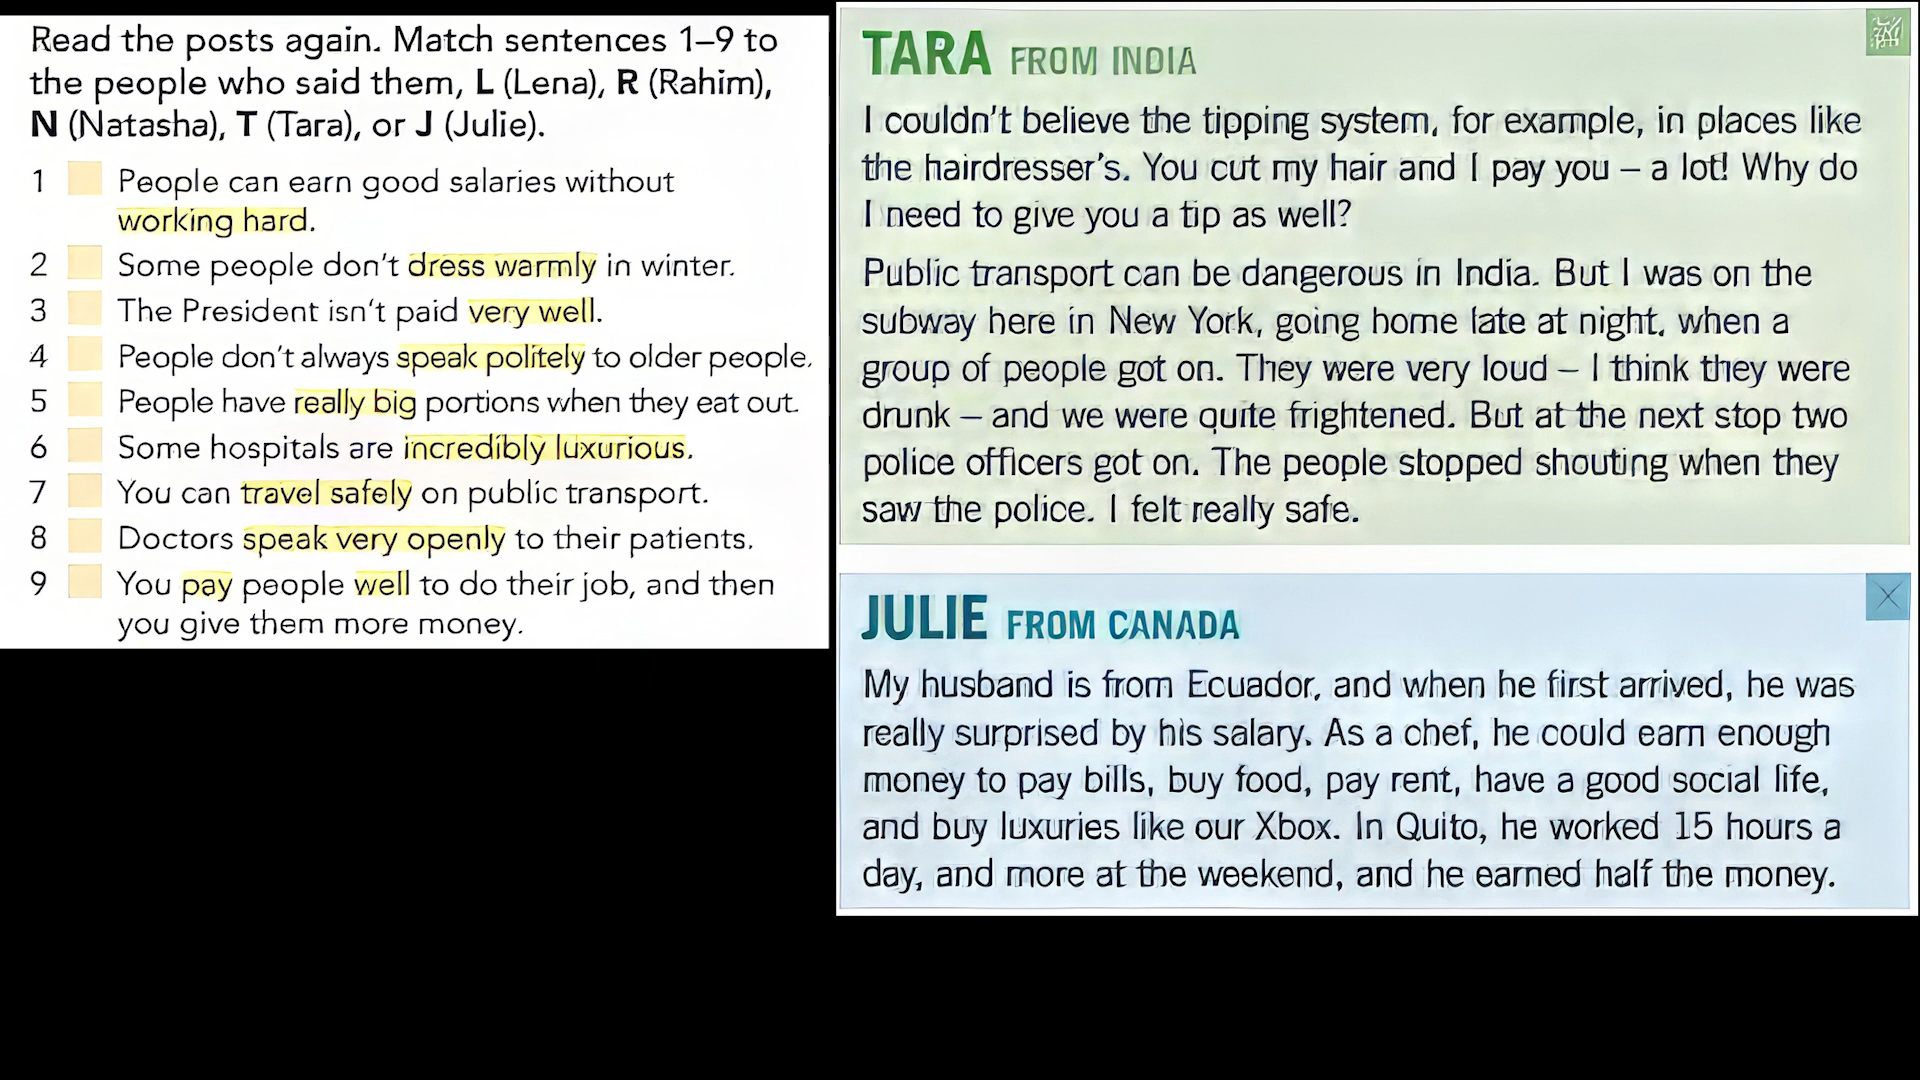 Read the posts again. Match sentences 1–9 to
the people who said them, L (Lena), R (Rahim),
N (Natasha), T (Tara), or J (Julie).
1 People can earn good salaries without
working hard.
2 Some people don't dress warmly in winter.
3 The President isn't paid very well.
4 People don't always speak politely to older people.
5 People have really big portions when they eat out.
6 Some hospitals are incredibly luxurious.
7 You can travel safely on public transport.
8 Doctors speak very openly to their patients.
9 You pay people well to do their job, and then
you give them more money.
TARA FROM INDIA
I couldn't believe the tipping system, for example, in places like
the hairdresser's. You cut my hair and I pay you – a lot! Why do
I need to give you a tip as well?
Public transport can be dangerous in India. But I was on the
subway here in New York, going home late at night, when a
group of people got on. They were very loud – I think they were
drunk – and we were quite frightened. But at the next stop two
police officers got on. The people stopped shouting when they
saw the police. I felt really safe.
JULIE FROM CANADA
My husband is from Ecuador, and when he first arrived, he was
really surprised by his salary. As a chef, he could earn enough
money to pay bills, buy food, pay rent, have a good social life,
and buy luxuries like our Xbox. In Quito, he worked 15 hours a
day, and more at the weekend, and he earned half the money.